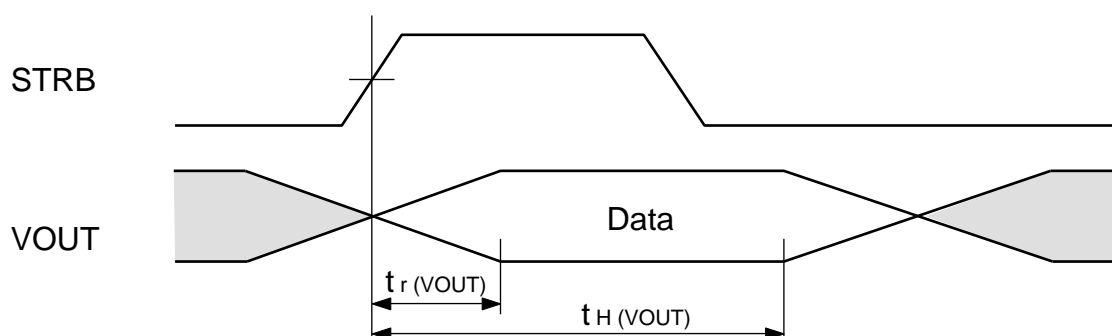 STRB
VOUT
Data
t r (VOUT)
t H (VOUT)